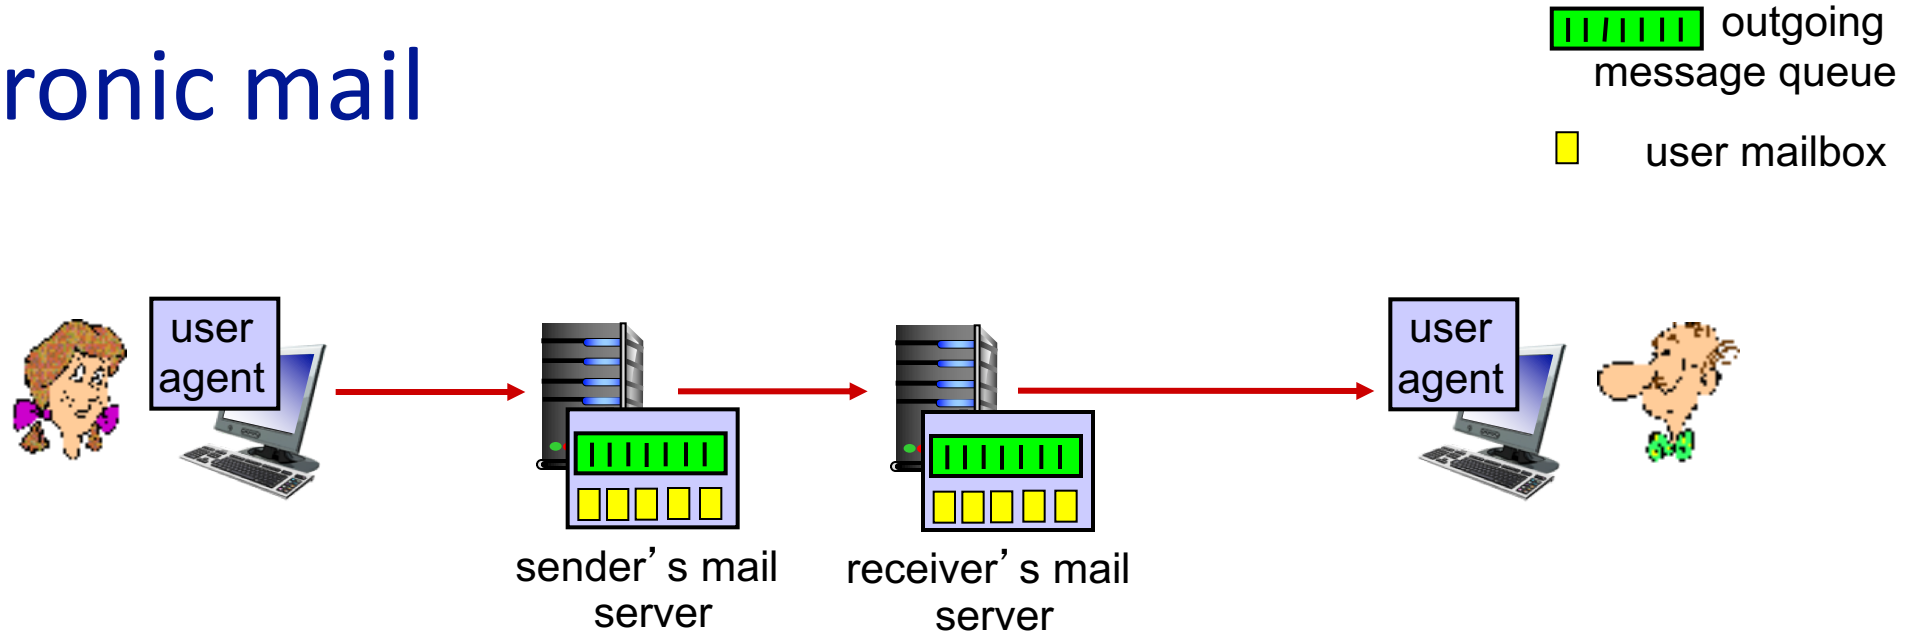 ronic mail
outgoing
message queue
user mailbox
user
agent
user
agent
sender’s mail
server
receiver’s mail
server